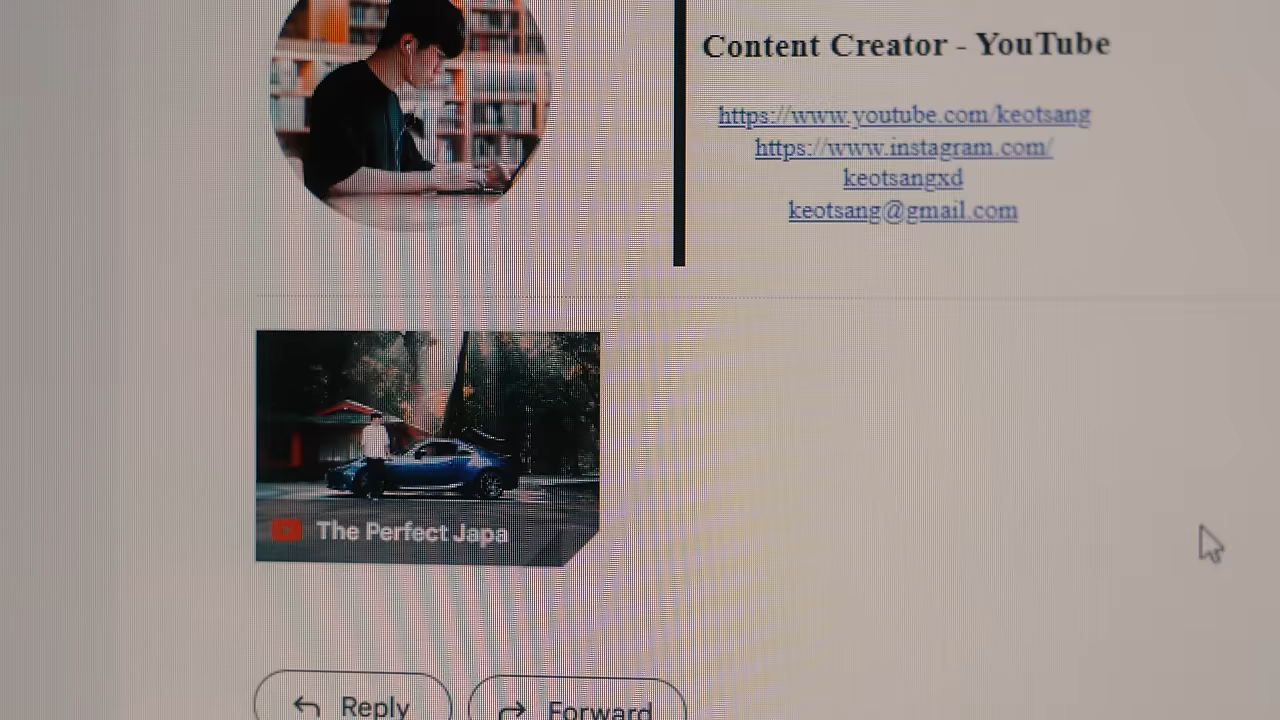 Content Creator - YouTube
https://www.youtube.com/keotsang
https://www.instagram.com/
keotsangxd
keotsang@gmail.com
The Perfect Japa
Reply
Forward